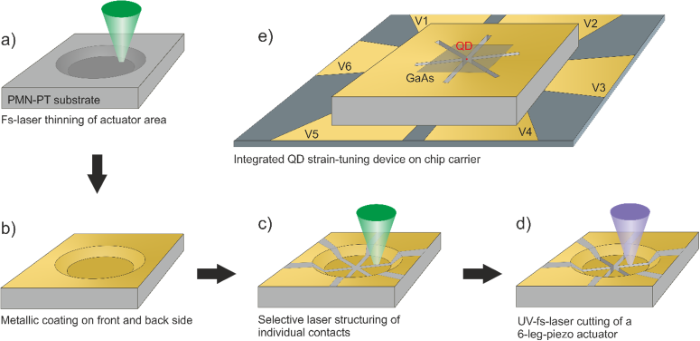 a)
PMN-PT substrate
Fs-laser thinning of actuator area
e)
V1
V2
QD
GaAs
V6
V3
V5
V4
Integrated QD strain-tuning device on chip carrier
b)
Metallic coating on front and back side
c)
Selective laser structuring of
individual contacts
d)
UV-fs-laser cutting of a
6-leg-piezo actuator